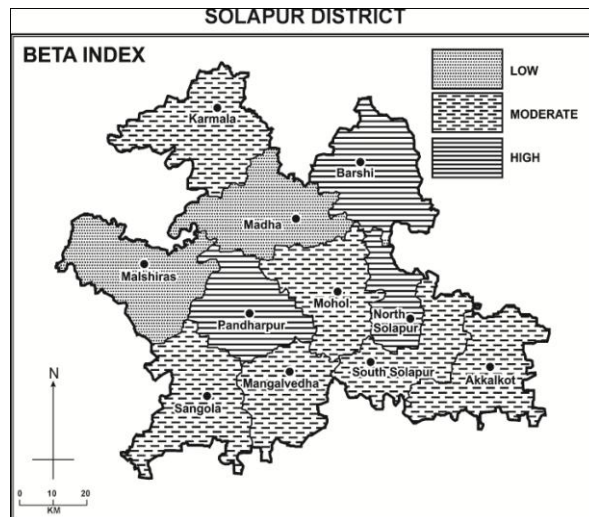 SOLAPUR DISTRICT
BETA INDEX
LOW
MODERATE
HIGH
Karmala
Barshi
Madha
Malshiras
Mohol
North
Solapur
Pandharpur
South Solapur
Akkalkot
Mangalvedha
Sangola
N
0 10 20
KM